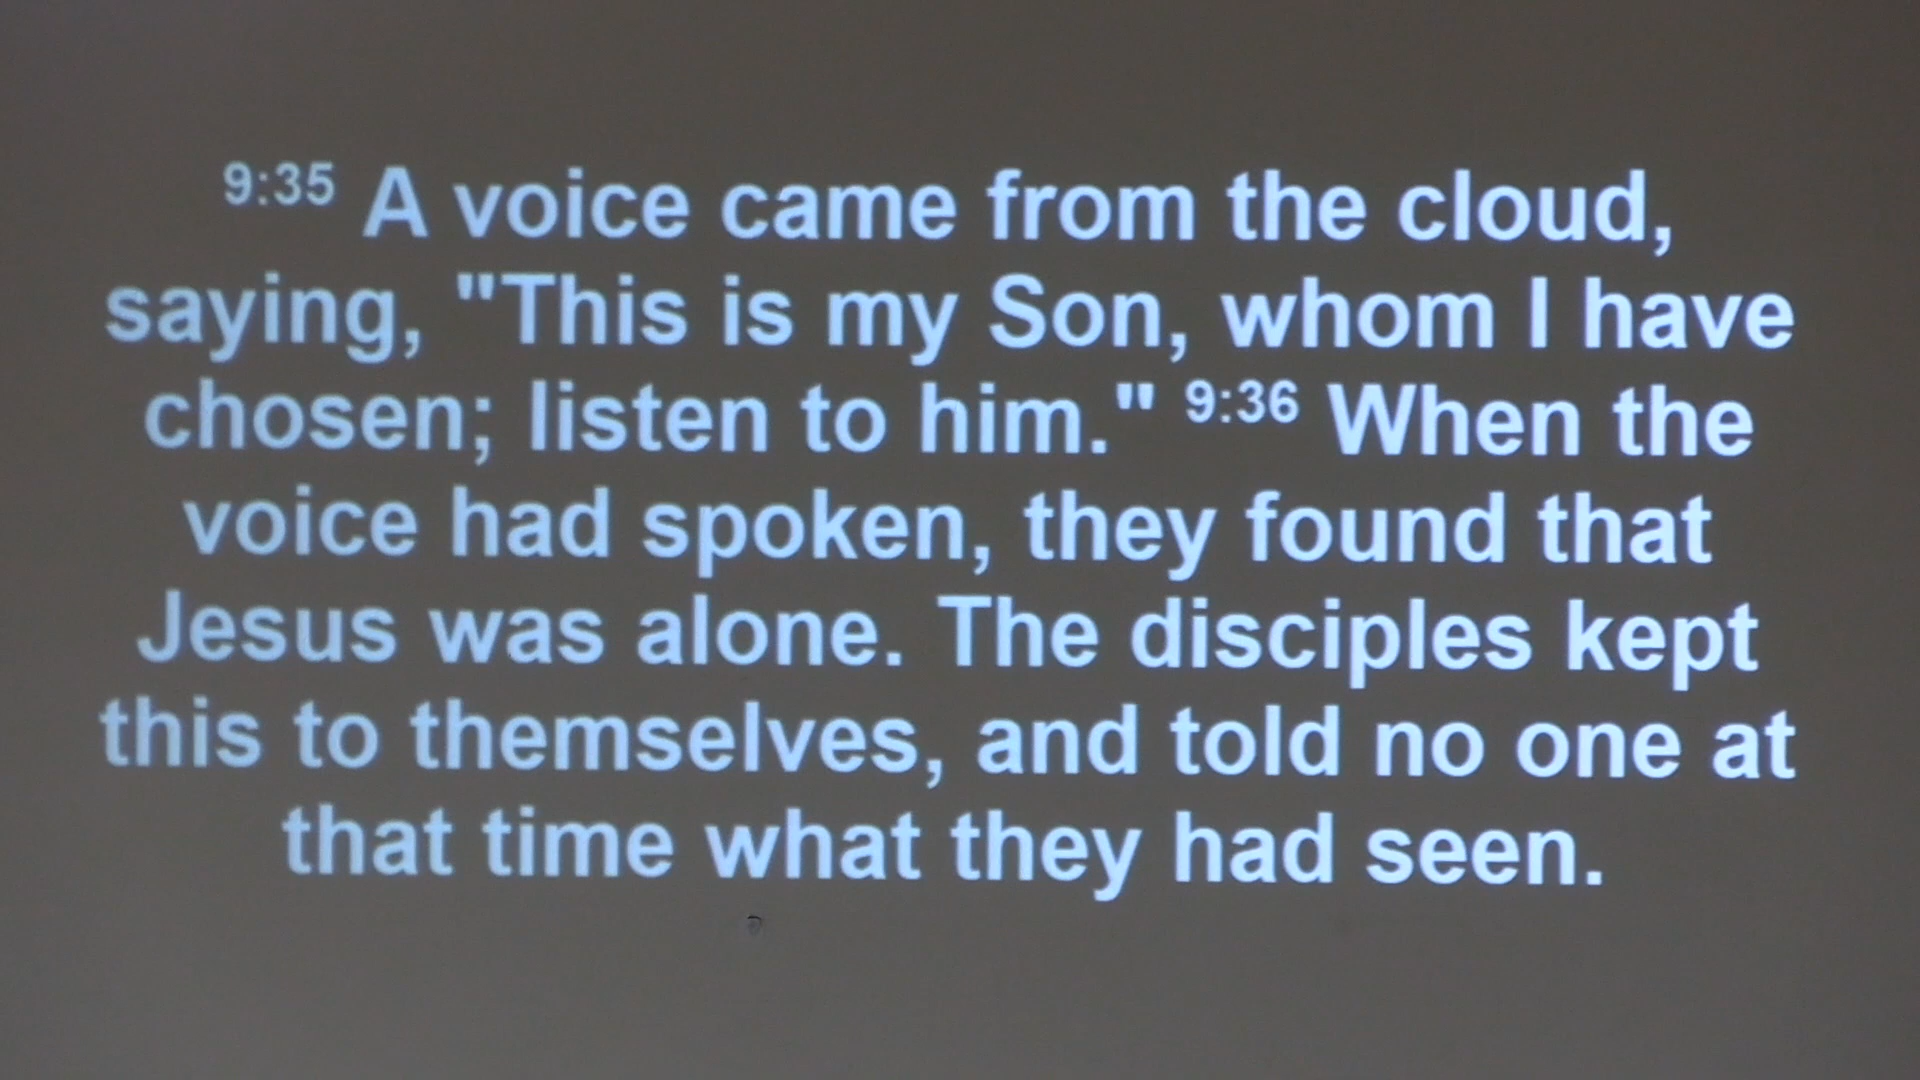 9:35 A voice came from the cloud,
saying, "This is my Son, whom I have
chosen; listen to him." 9:36 When the
voice had spoken, they found that
Jesus was alone. The disciples kept
this to themselves, and told no one at
that time what they had seen.